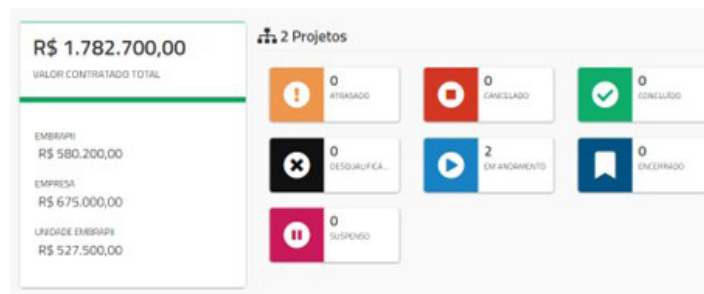 R$ 1.782.700,00
VALOR CONTRATADO TOTAL
EMBRAPII
R$ 580.200,00
EMPRESA
R$ 675.000,00
UNIDADE EMBRAPII
R$ 527.500,00
2 Projetos
0
ATRASADO
0
CANCELADO
0
CONCLUÍDO
0
DESQUALIFICA...
2
EM ANDAMENTO
0
ENCERRADO
0
SUSPENSO